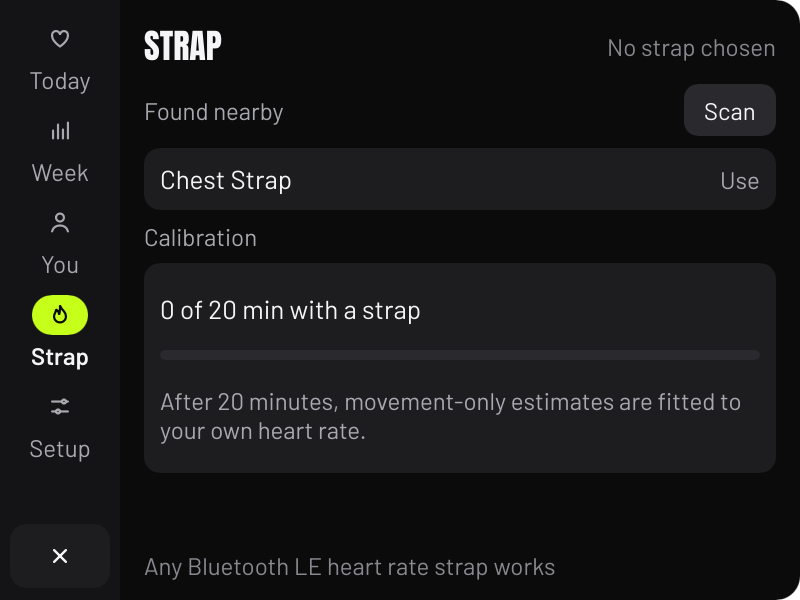 Today
Week
You
Strap
Setup
STRAP
No strap chosen
Found nearby
Scan
Chest Strap
Use
Calibration
0 of 20 min with a strap
After 20 minutes, movement-only estimates are fitted to
your own heart rate.
Any Bluetooth LE heart rate strap works